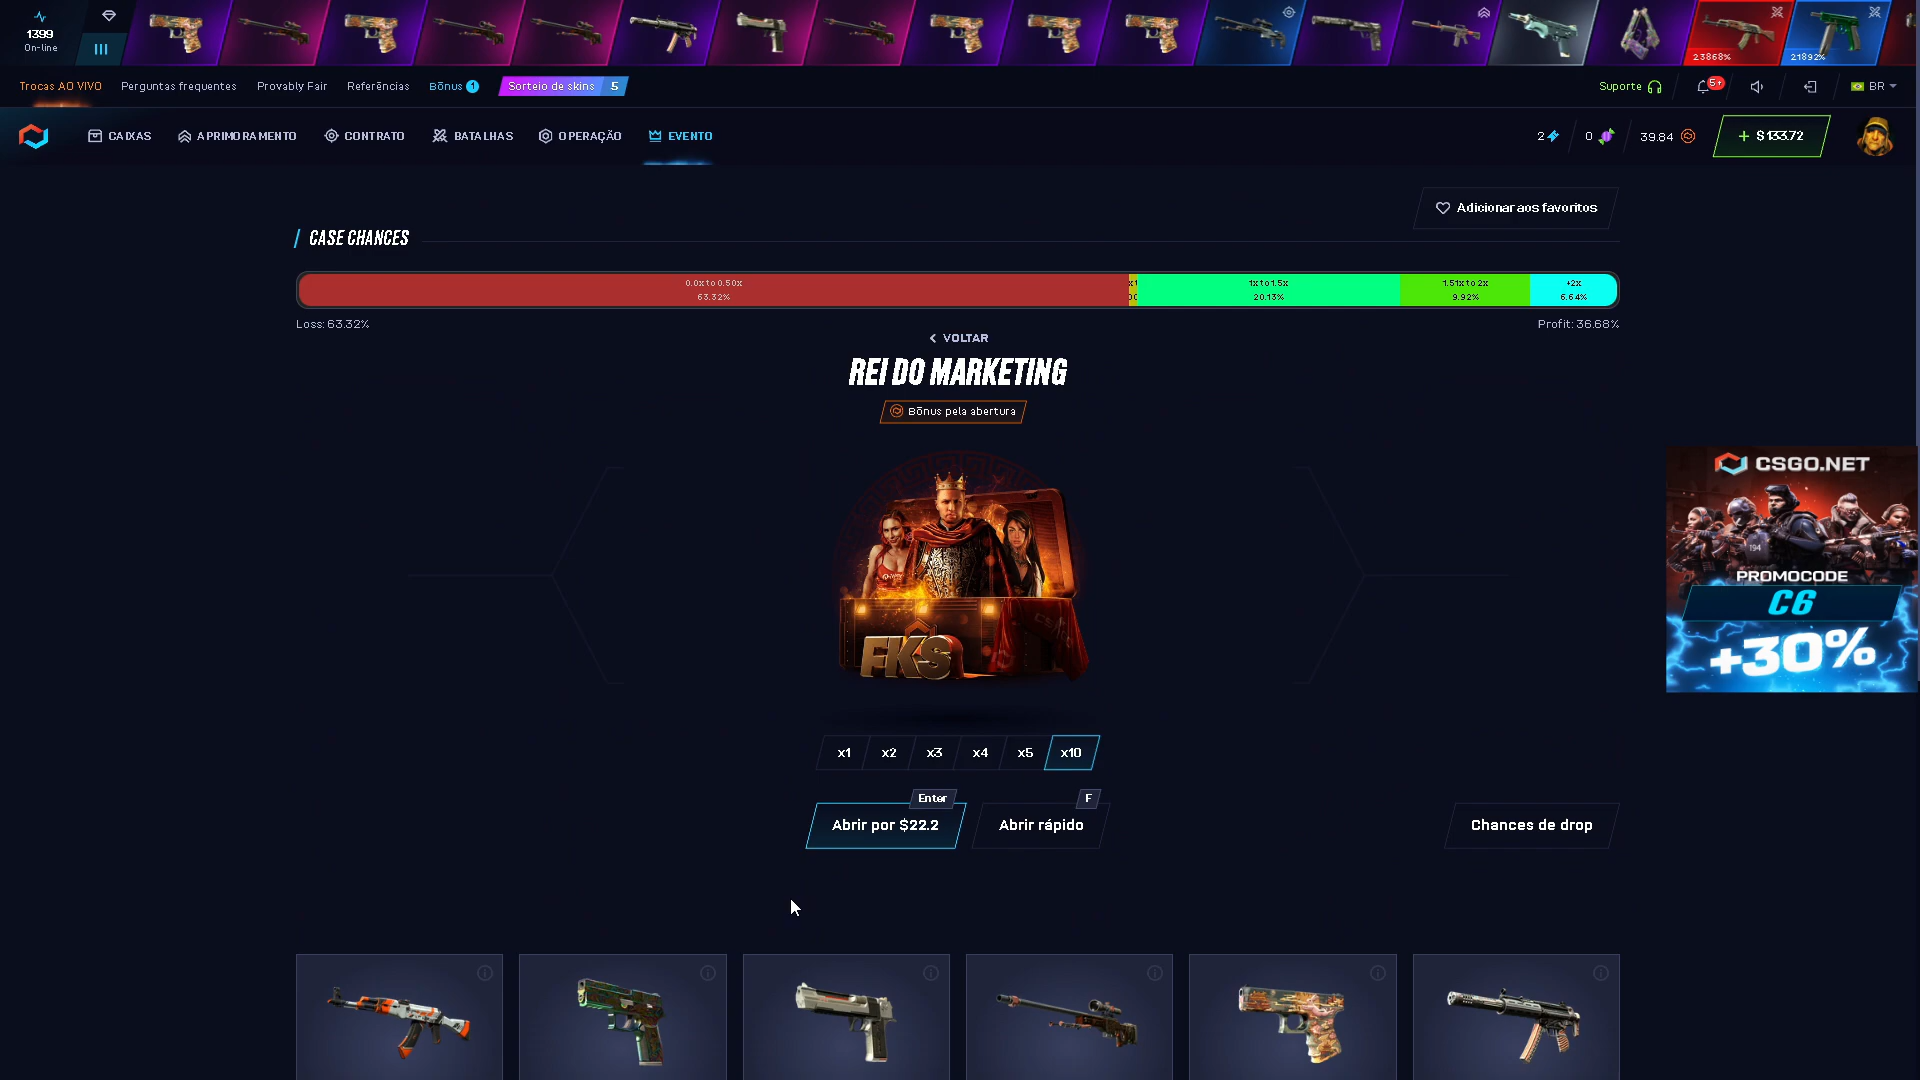 1399
On-line
23868%
21892%
Trocas AO VIVO
Perguntas frequentes
Provably Fair
Referências
Bônus 1
Sorteio de skins 5
Suporte
5+
BR
CAIXAS
APRIMORAMENTO
CONTRATO
BATALHAS
OPERAÇÃO
EVENTO
2
0
39.84
+ $ 133.72
Adicionar aos favoritos
CASE CHANCES
0.0x to 0.50x
63.32%
1x to 1.5x
20.13%
1.51x to 2x
9.92%
+2x
6.64%
Loss: 63.32%
Profit: 36.68%
VOLTAR
REI DO MARKETING
Bônus pela abertura
FKS
CSGO.NET
194
PROMOCODE
C6
+30%
x1
x2
x3
x4
x5
x10
Enter
F
Abrir por $22.2
Abrir rápido
Chances de drop